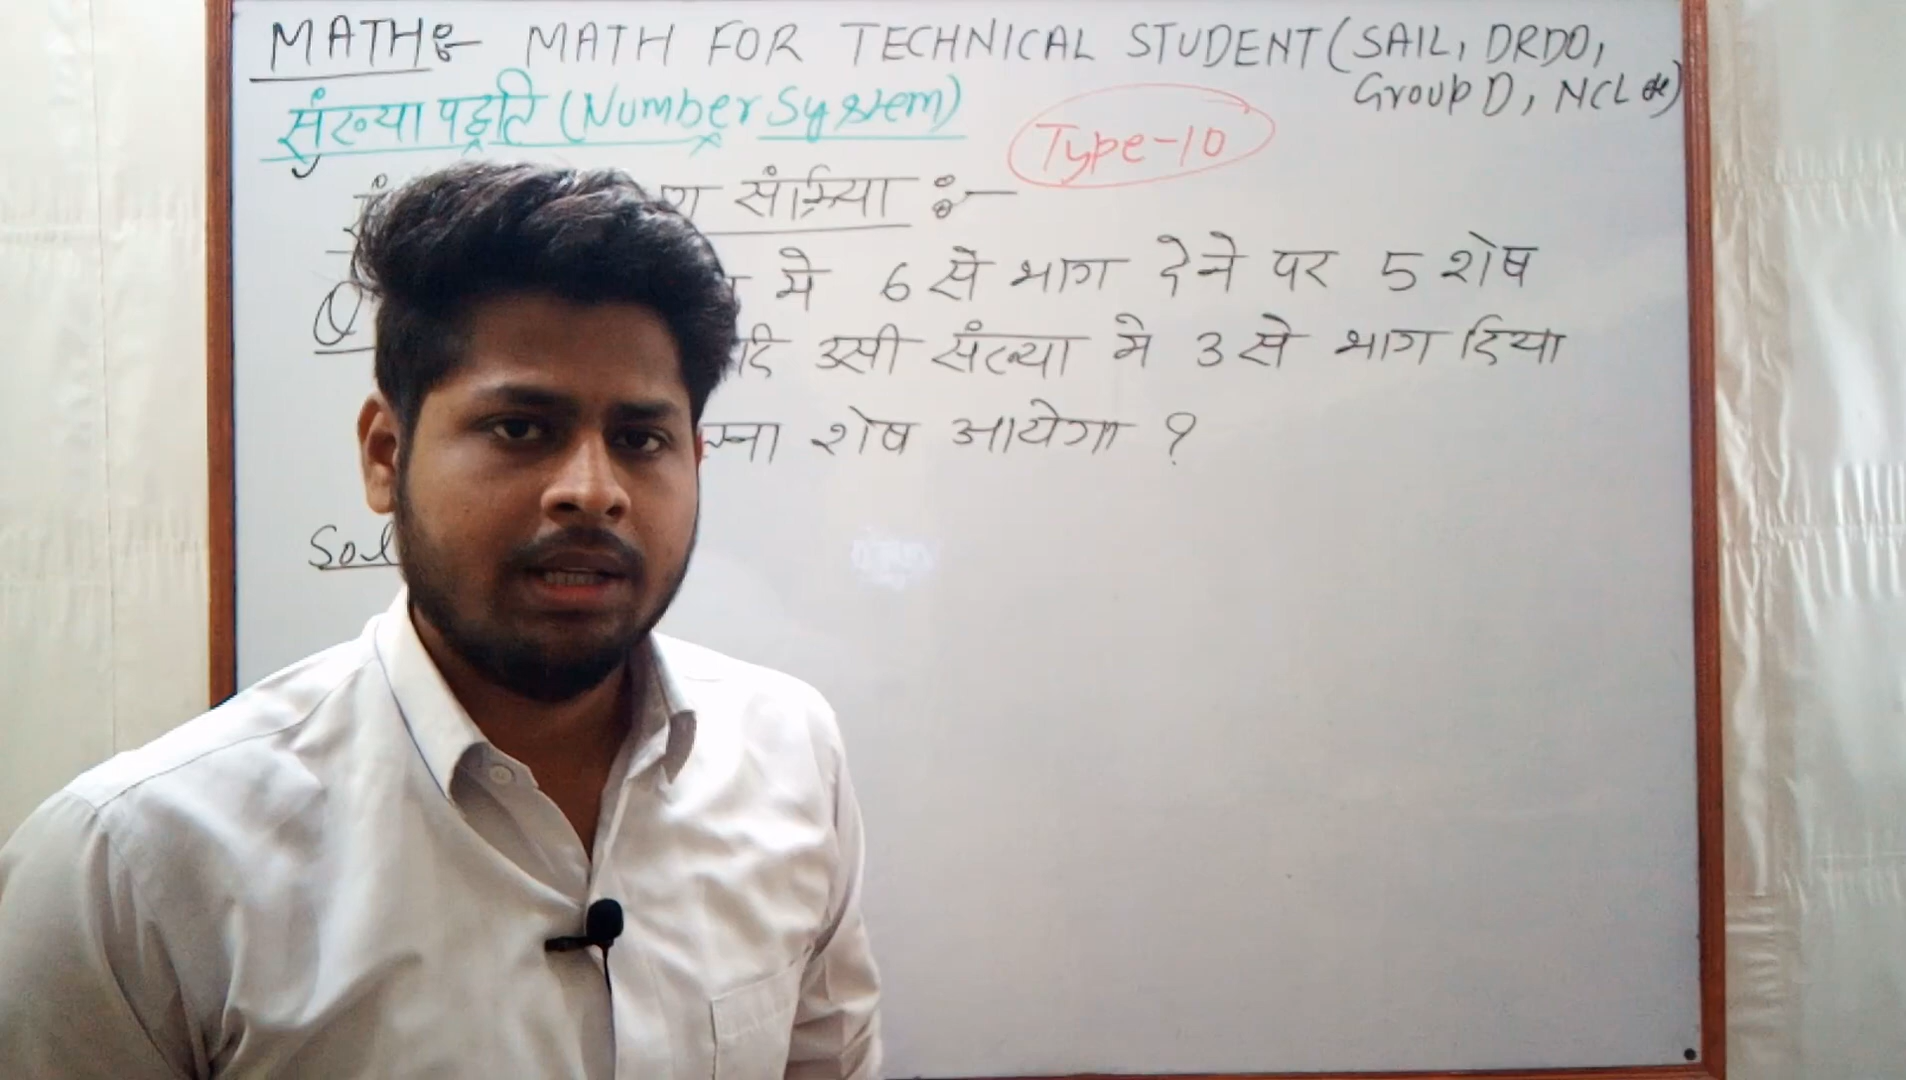 MATH:- MATH FOR TECHNICAL STUDENT (SAIL, DRDO,
Group D, NCL etc)
संख्या पद्धति (Number System)
Type-10
संक्रिया :-
मे 6 से भाग देने पर 5 शेष
उसी संख्या मे 3 से भाग दिया
शेष आयेगा ?
Sol